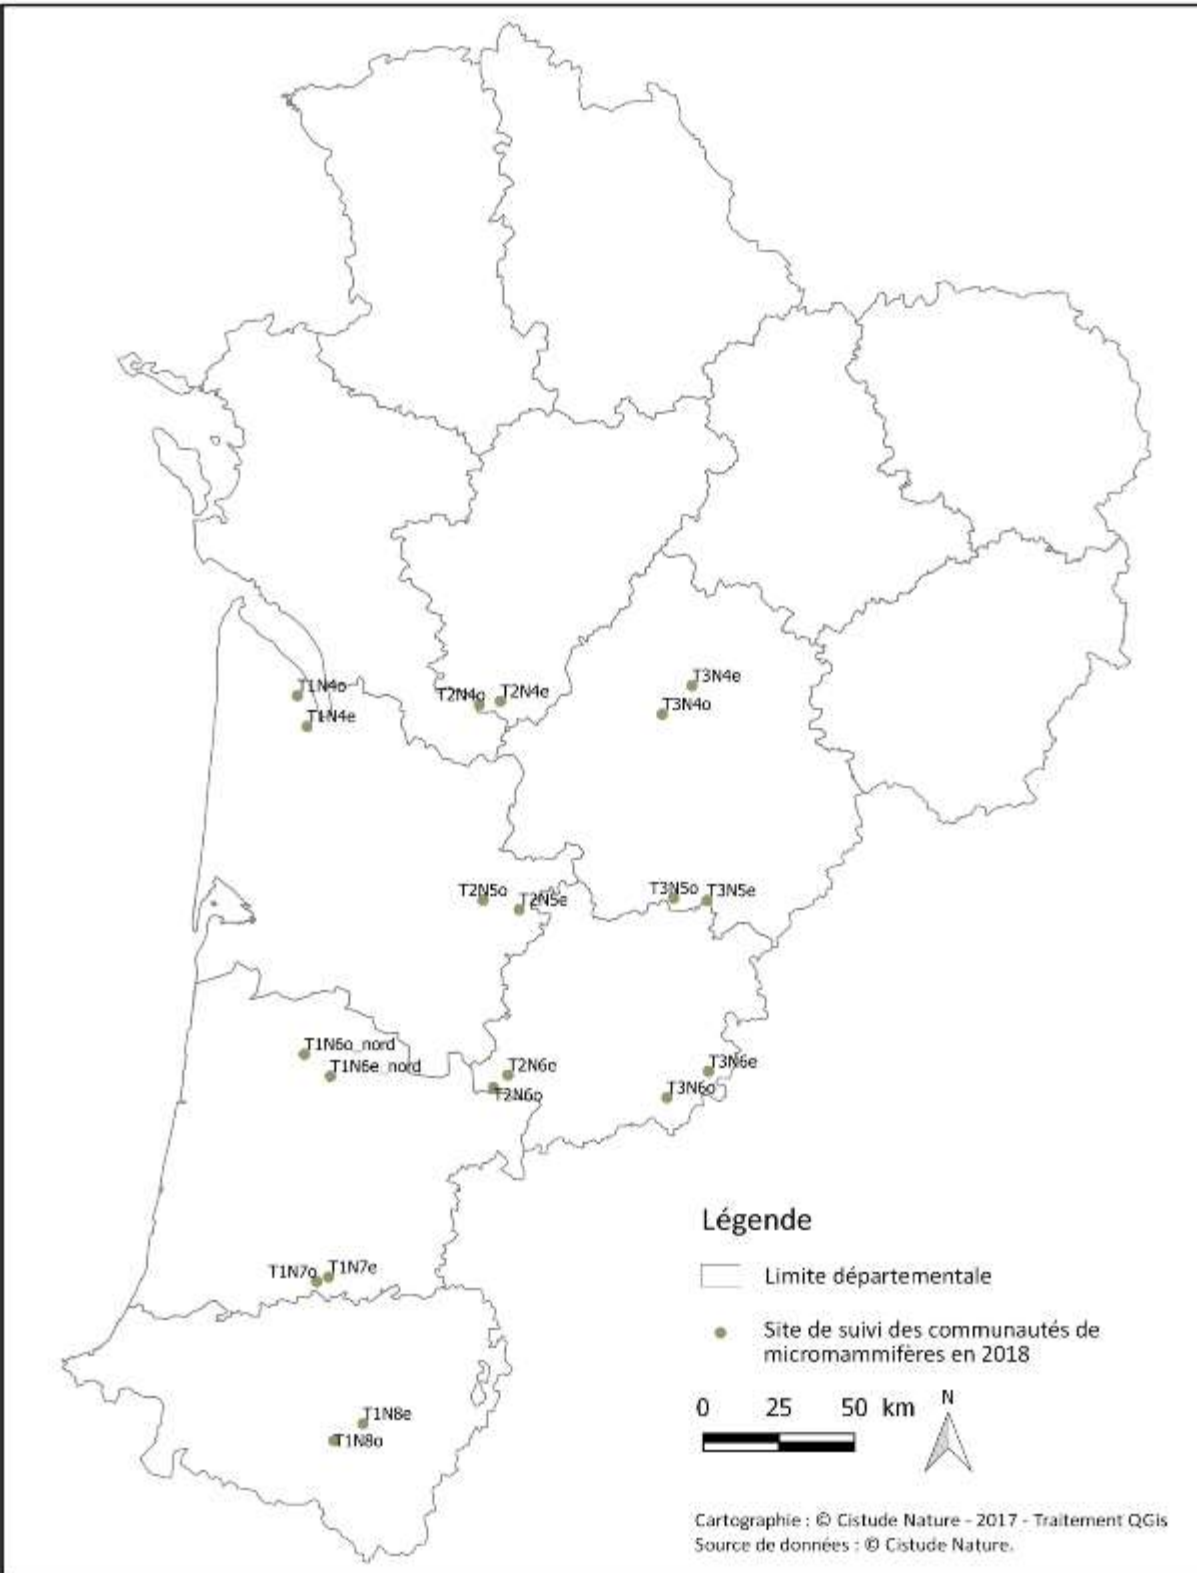 T3N4e
T1N4o
T2N4o
T2N4e
T3N4o
T1N4e
T2N5o
T2N5e
T3N5o
T3N5e
T1N6o_nord
T1N6e_nord
T2N6e
T2N6o
T3N6e
T3N6o
T1N7o
T1N7e
T1N8e
T1N8o
Légende
Limite départementale
Site de suivi des communautés de
micromammifères en 2018
0 25 50 km
N
Cartographie : © Cistude Nature - 2017 - Traitement QGis
Source de données : © Cistude Nature.